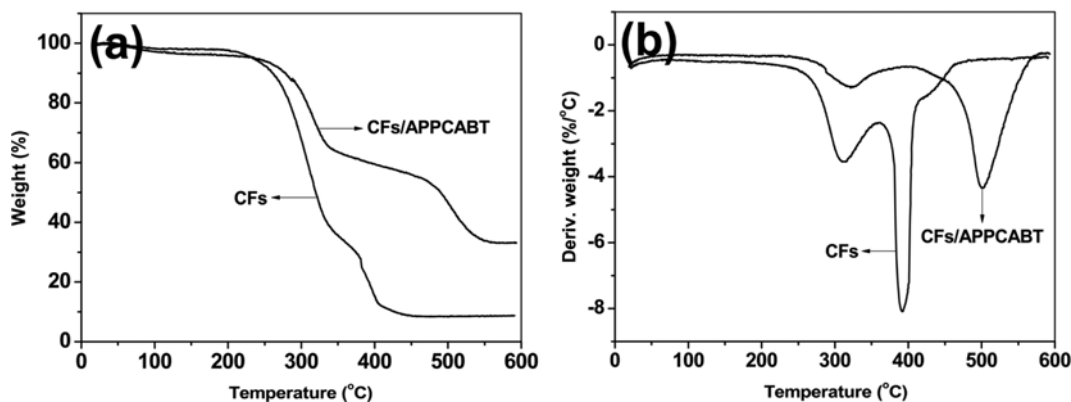 (a)
100
80
60
40
20
0
Weight (%)
CFs/APPCABT
CFs
0 100 200 300 400 500 600
Temperature (°C)
(b)
0
-2
-4
-6
-8
Deriv. weight (%/°C)
CFs
CFs/APPCABT
0 100 200 300 400 500 600
Temperature (°C)